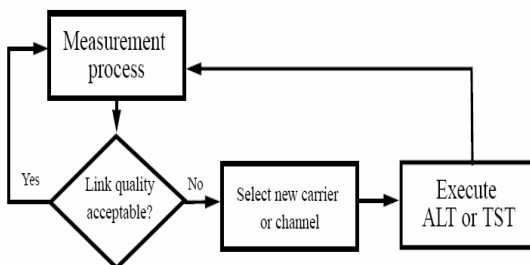 Measurement
process
Link quality
acceptable?
Yes
No
Select new carrier
or channel
Execute
ALT or TST